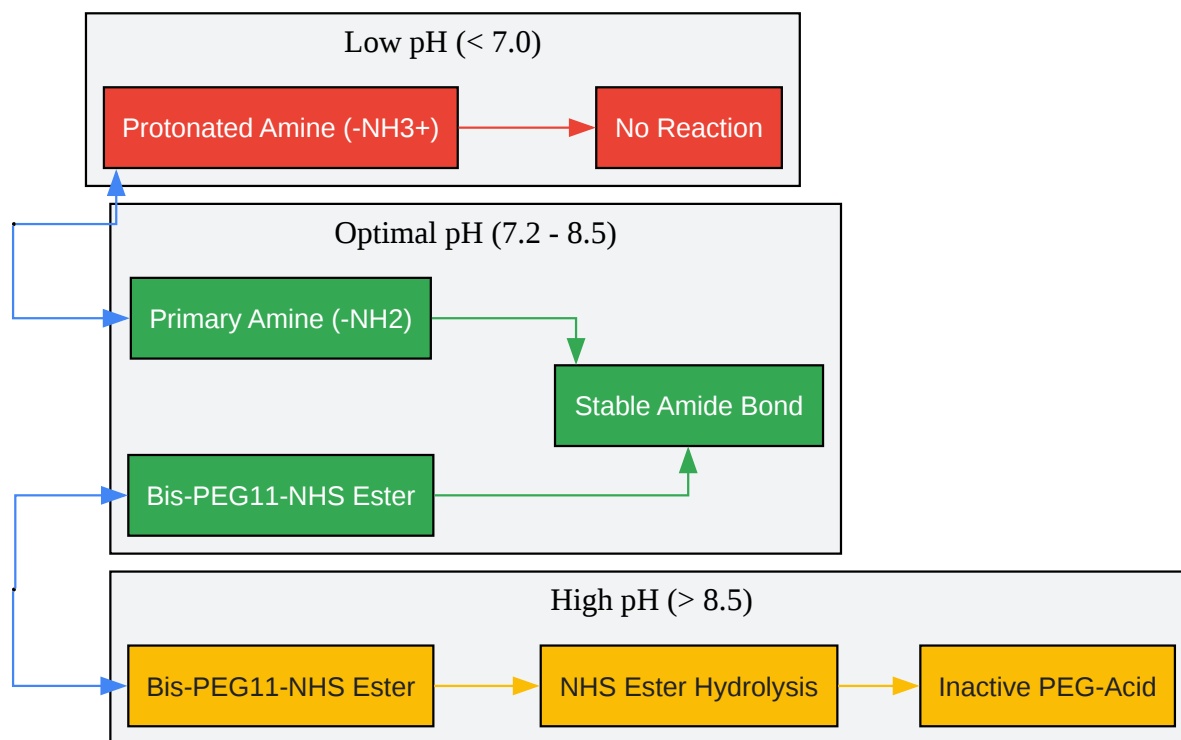 Low pH (< 7.0)
Protonated Amine (-NH3+)
No Reaction
Optimal pH (7.2 - 8.5)
Primary Amine (-NH2)
Stable Amide Bond
Bis-PEG11-NHS Ester
High pH (> 8.5)
Bis-PEG11-NHS Ester
NHS Ester Hydrolysis
Inactive PEG-Acid